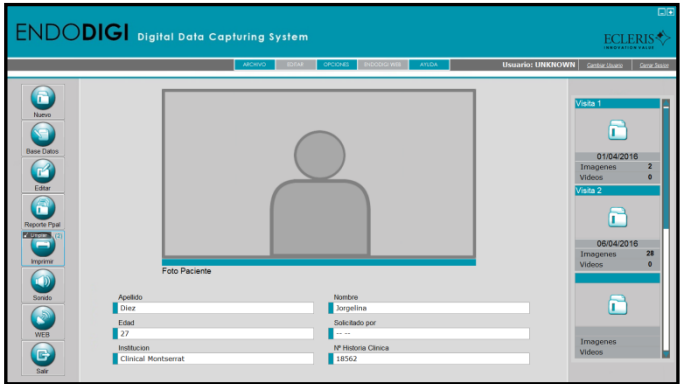 ENDODIGI Digital Data Capturing System
ECLERIS
INNOVATION VALUE
ARCHIVO EDITAR OPCIONES ENDODIGI WEB AYUDA Usuario: UNKNOWN Cambiar Usuario Cerrar Sesion
Nuevo
Base Datos
Editar
Reporte Ppal
(2)
Imprimir
Sonido
WEB
Salir
Foto Paciente
Apellido
Diez
Nombre
Jorgelina
Edad
27
Solicitado por
-- --
Institucion
Clinical Montserrat
Nº Historia Clinica
18562
Visita 1
01/04/2016
Imagenes 2
Videos 0
Visita 2
06/04/2016
Imagenes 28
Videos 0
Imagenes
Videos